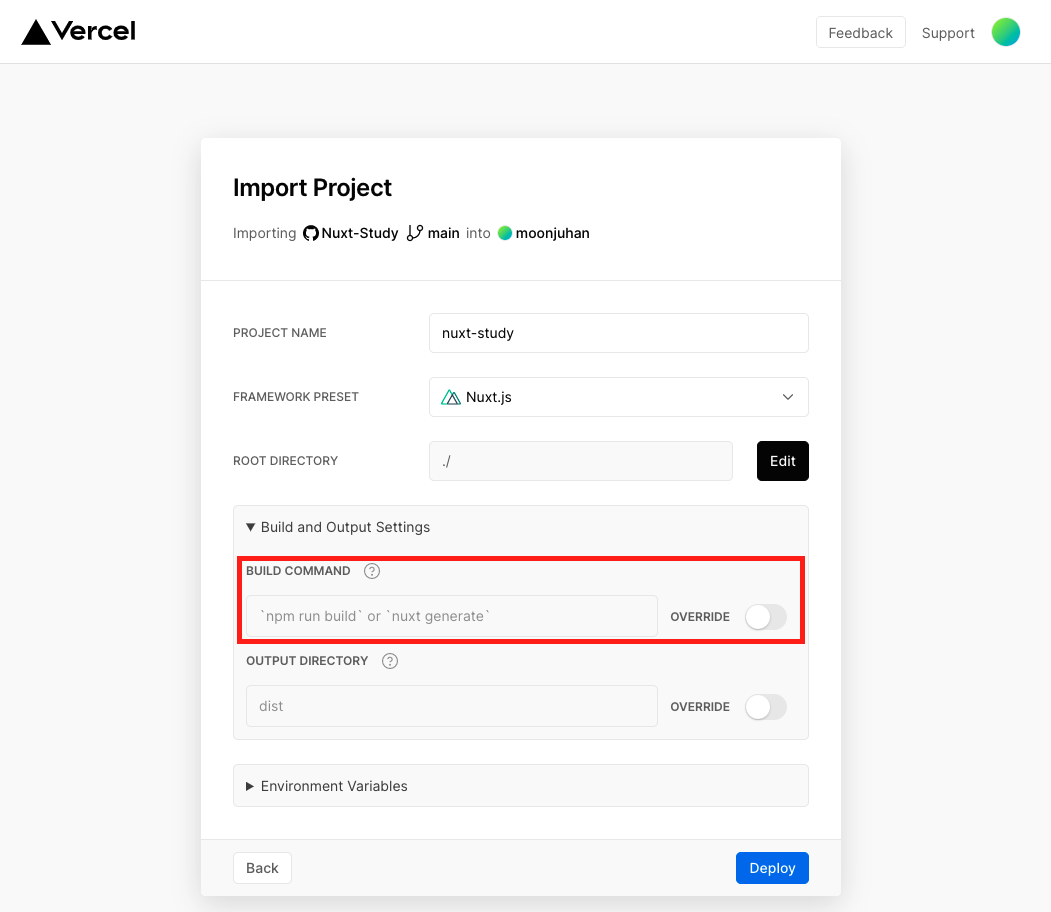 Vercel
Feedback Support
Import Project
Importing Nuxt-Study main into moonjuhan
PROJECT NAME nuxt-study
FRAMEWORK PRESET Nuxt.js
ROOT DIRECTORY ./ Edit
Build and Output Settings
BUILD COMMAND ?
`npm run build` or `nuxt generate` OVERRIDE
OUTPUT DIRECTORY ?
dist OVERRIDE
Environment Variables
Back Deploy